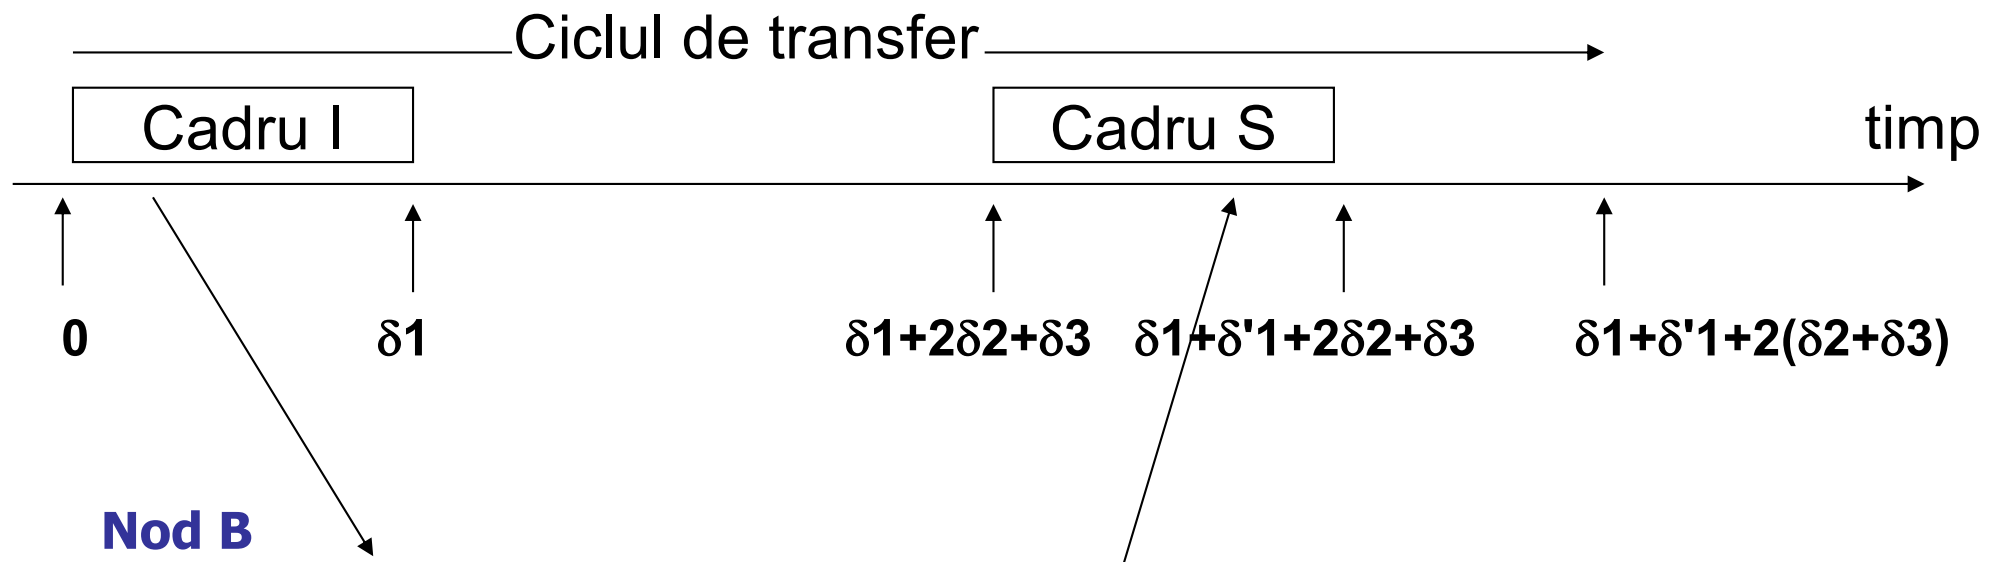 Ciclul de transfer
Cadru I
Cadru S
timp
0
δ1
δ1+2δ2+δ3
δ1+δ'1+2δ2+δ3
δ1+δ'1+2(δ2+δ3)
Nod B